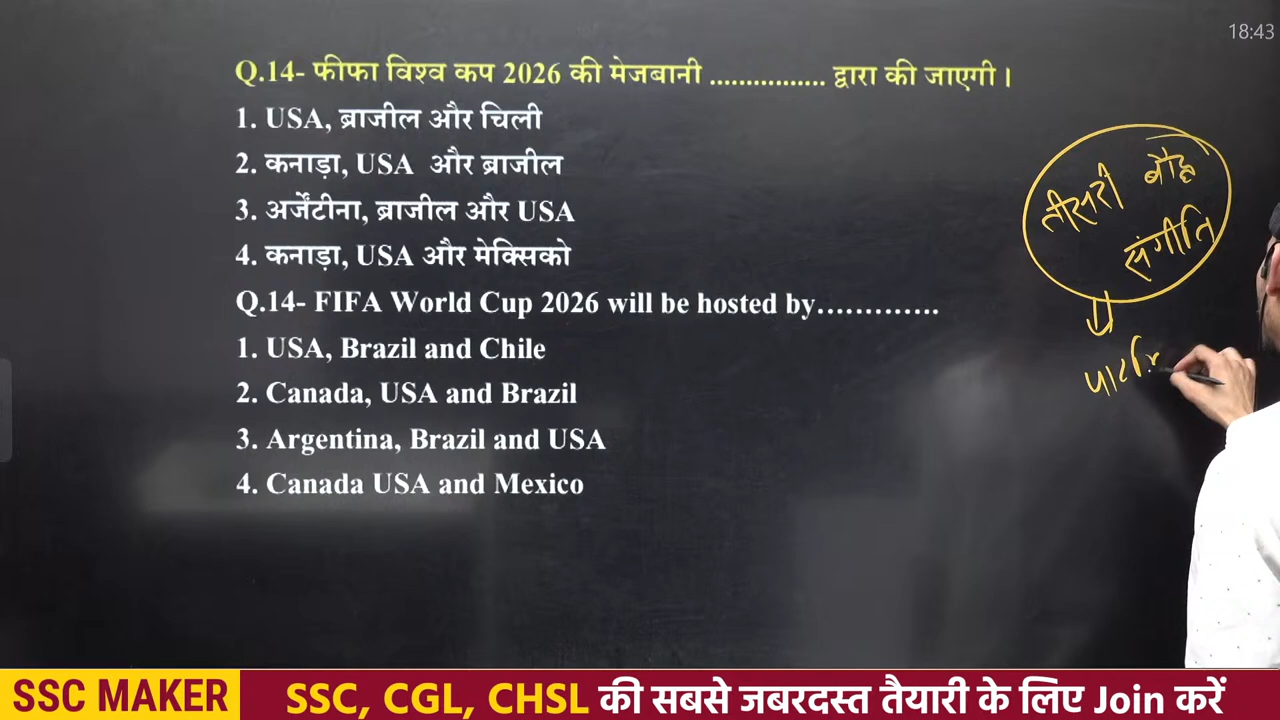 18:43
Q.14- फीफा विश्व कप 2026 की मेजबानी ................ द्वारा की जाएगी।
1. USA, ब्राजील और चिली
2. कनाड़ा, USA और ब्राजील
3. अर्जेंटीना, ब्राजील और USA
4. कनाड़ा, USA और मेक्सिको
Q.14- FIFA World Cup 2026 will be hosted by.............
1. USA, Brazil and Chile
2. Canada, USA and Brazil
3. Argentina, Brazil and USA
4. Canada USA and Mexico
तीसरी बौद्ध
संगीति
SSC MAKER
SSC, CGL, CHSL की सबसे जबरदस्त तैयारी के लिए Join करें